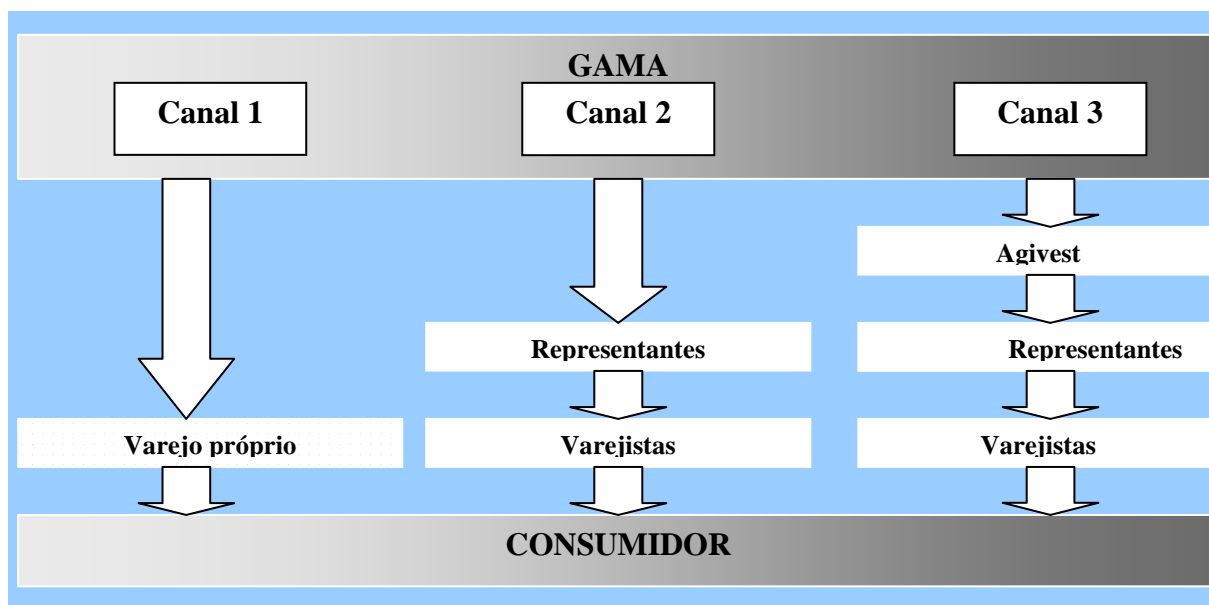 GAMA
Canal 1
Canal 2
Canal 3
Agivest
Representantes
Representantes
Varejo próprio
Varejistas
Varejistas
CONSUMIDOR